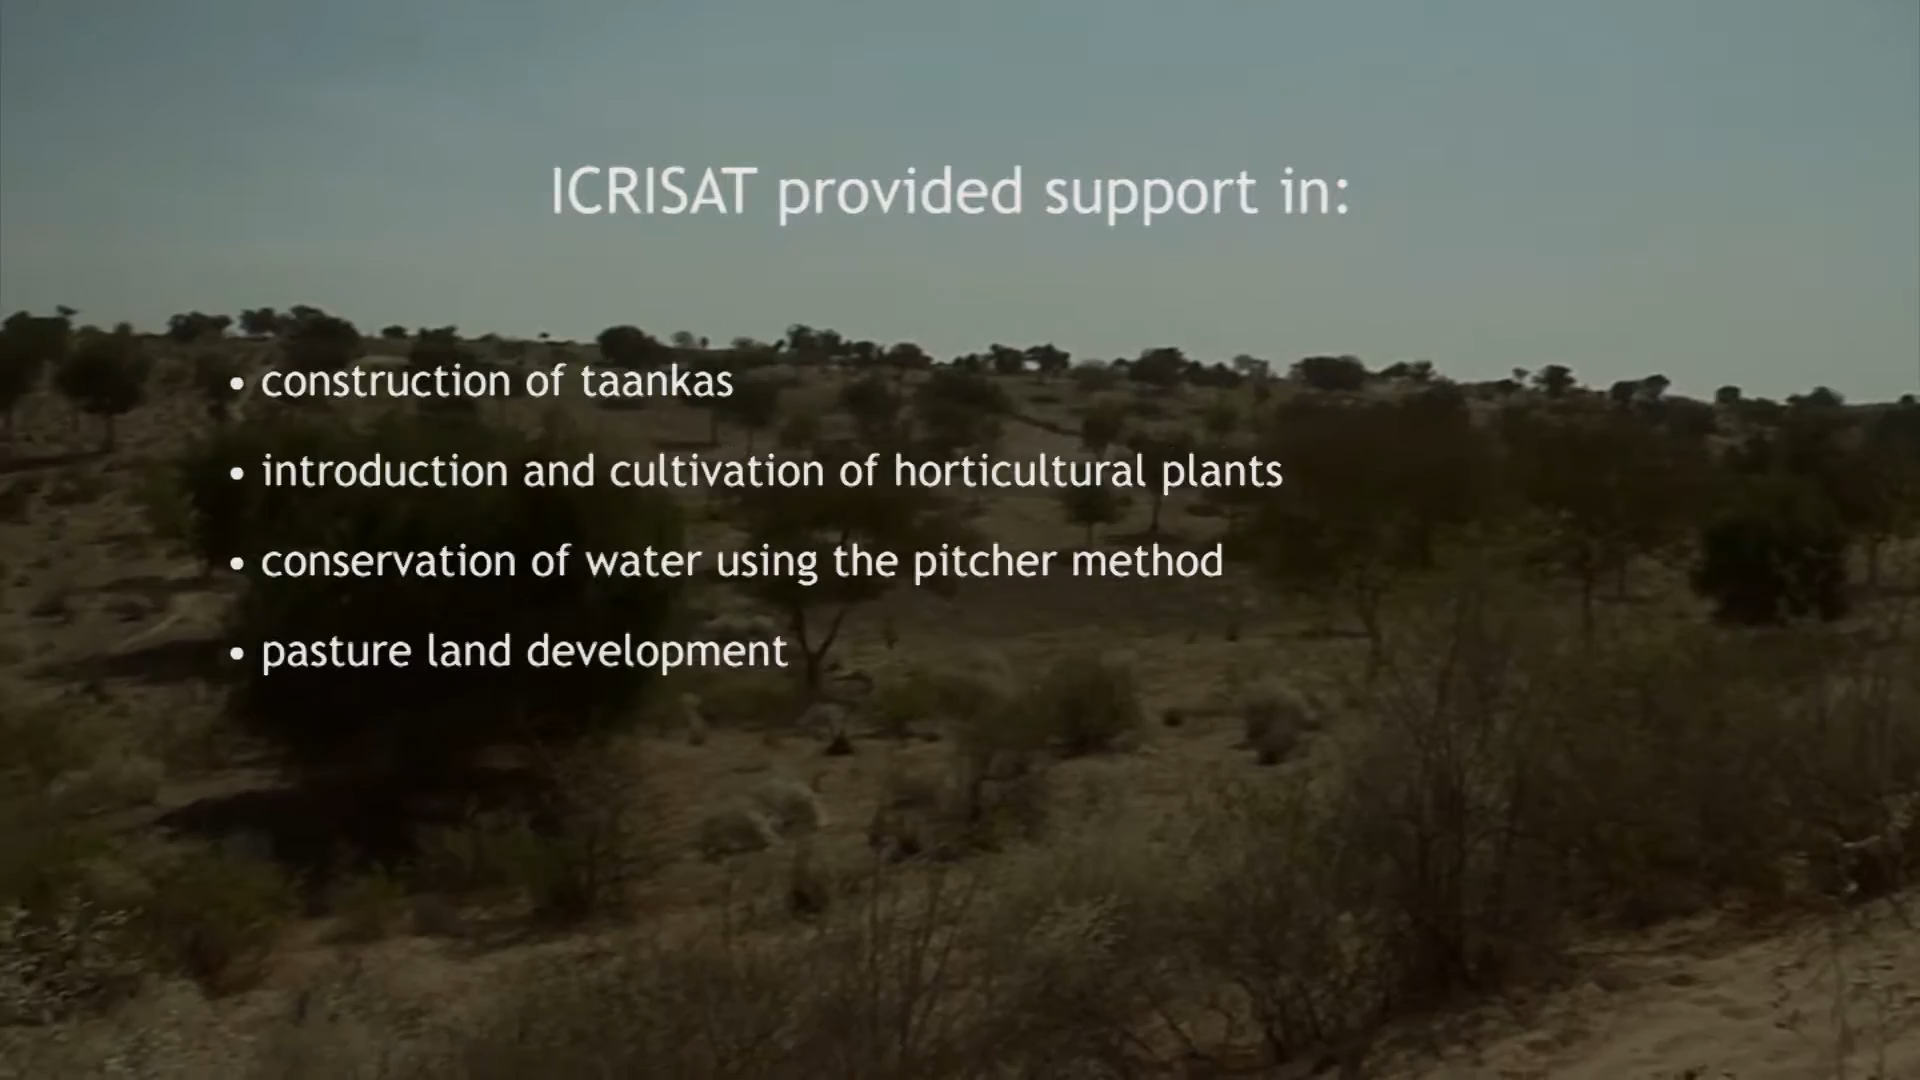 ICRISAT provided support in:
• construction of taankas
• introduction and cultivation of horticultural plants
• conservation of water using the pitcher method
• pasture land development